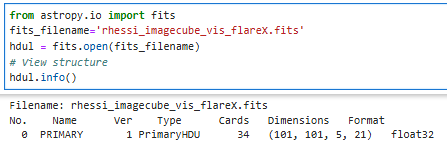 from astropy.io import fits
fits_filename='rhessi_imagecube_vis_flareX.fits'
hdul = fits.open(fits_filename)
# View structure
hdul.info()
Filename: rhessi_imagecube_vis_flareX.fits
No.    Name      Ver    Type      Cards   Dimensions   Format
0  PRIMARY       1 PrimaryHDU      34   (101, 101, 5, 21)   float32